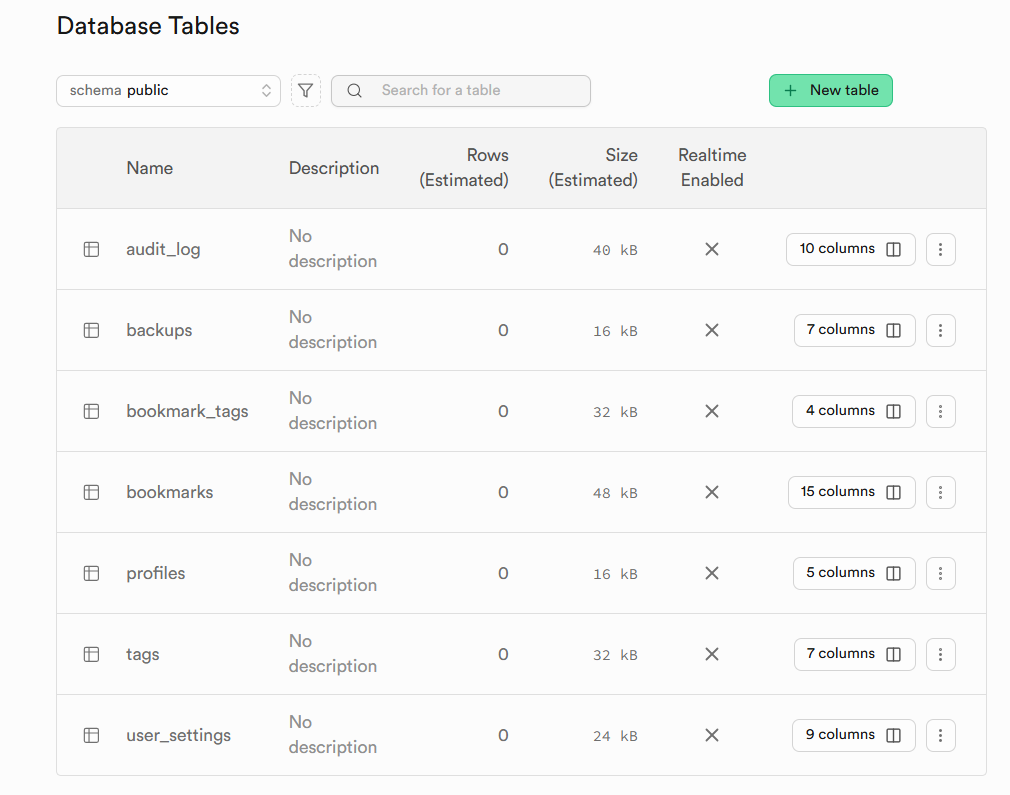 Database Tables
schema public
Search for a table
New table
Name Description Rows (Estimated) Size (Estimated) Realtime Enabled
audit_log No description 0 40 kB 10 columns
backups No description 0 16 kB 7 columns
bookmark_tags No description 0 32 kB 4 columns
bookmarks No description 0 48 kB 15 columns
profiles No description 0 16 kB 5 columns
tags No description 0 32 kB 7 columns
user_settings No description 0 24 kB 9 columns